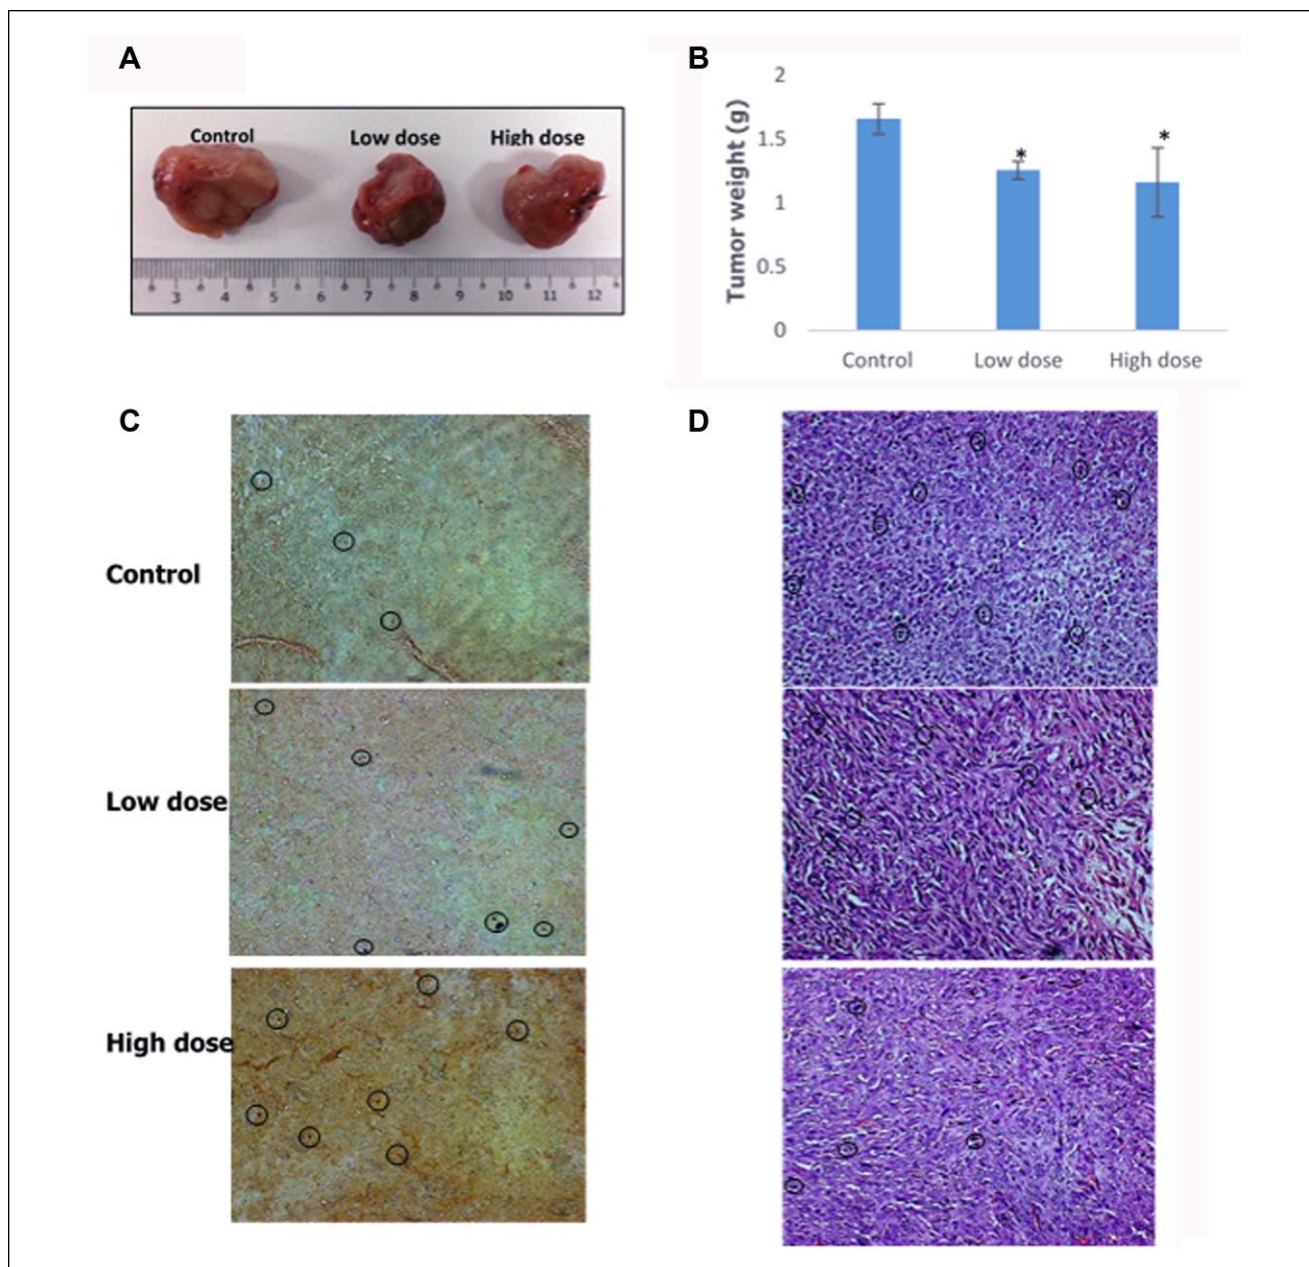 A
Control Low dose High dose
3 4 5 6 7 8 9 10 11 12
B
Tumor weight (g)
2
1.5
1
0.5
0
* *
Control Low dose High dose
C
D
Control
Low dose
High dose